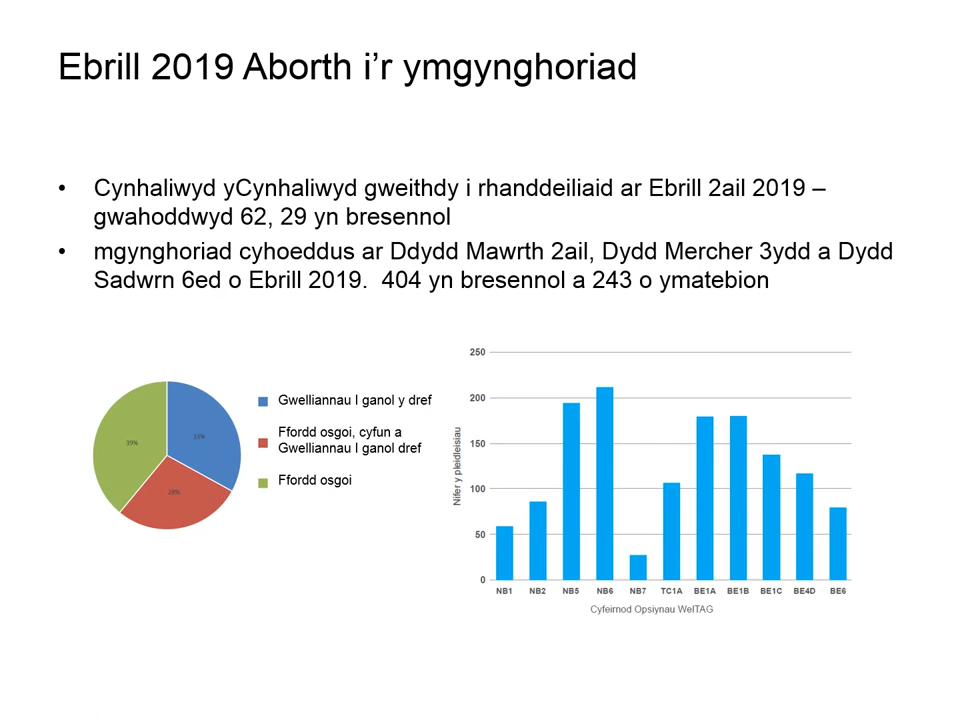 Ebrill 2019 Aborth i’r ymgynghoriad
• Cynhaliwyd yCynhaliwyd gweithdy i rhanddeiliaid ar Ebrill 2ail 2019 –
gwahoddwyd 62, 29 yn bresennol
• mgynghoriad cyhoeddus ar Ddydd Mawrth 2ail, Dydd Mercher 3ydd a Dydd
Sadwrn 6ed o Ebrill 2019. 404 yn bresennol a 243 o ymatebion
39%
33%
28%
Gwelliannau I ganol y dref
Ffordd osgoi, cyfun a
Gwelliannau I ganol dref
Ffordd osgoi
Nifer y pleidleisiau
250
200
150
100
50
0
NB1 NB2 NB5 NB6 NB7 TC1A BE1A BE1B BE1C BE4D BE6
Cyfeirnod Opsiynau WelTAG